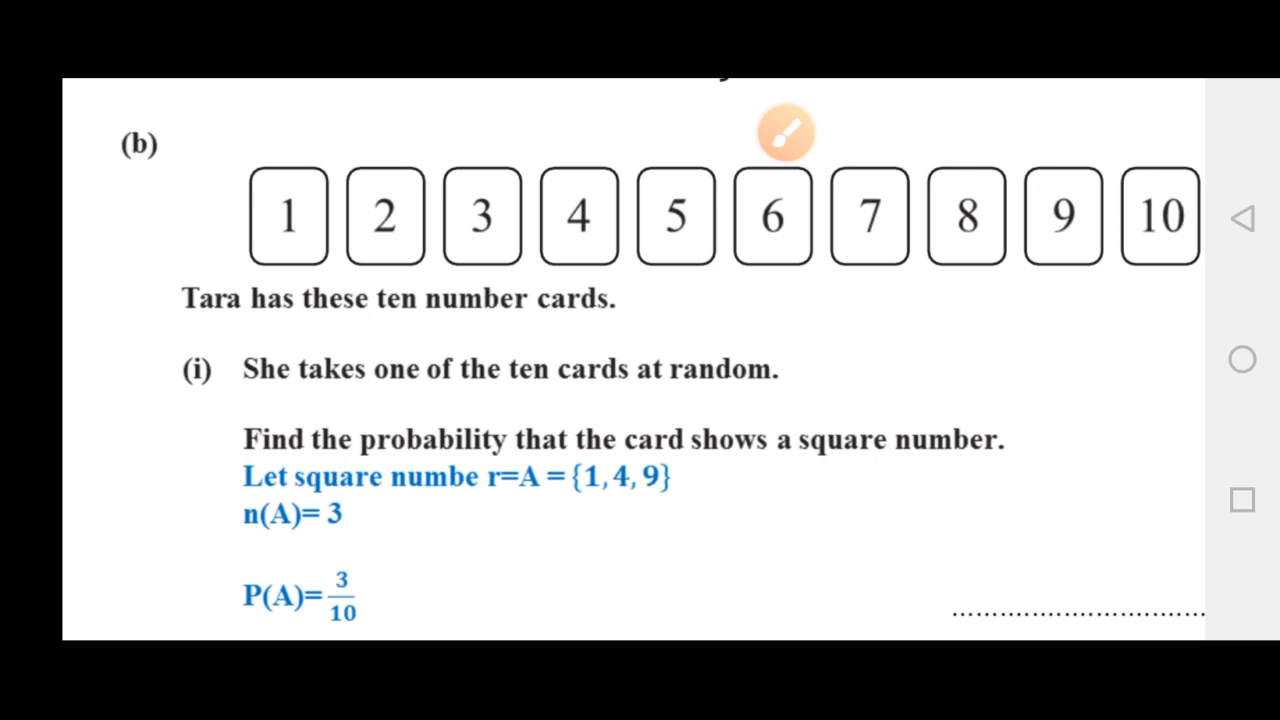 (b)
1 2 3 4 5 6 7 8 9 10
Tara has these ten number cards.
(i) She takes one of the ten cards at random.
Find the probability that the card shows a square number.
Let square numbe r=A = {1, 4, 9}
n(A)= 3
P(A)= 3/10
................................